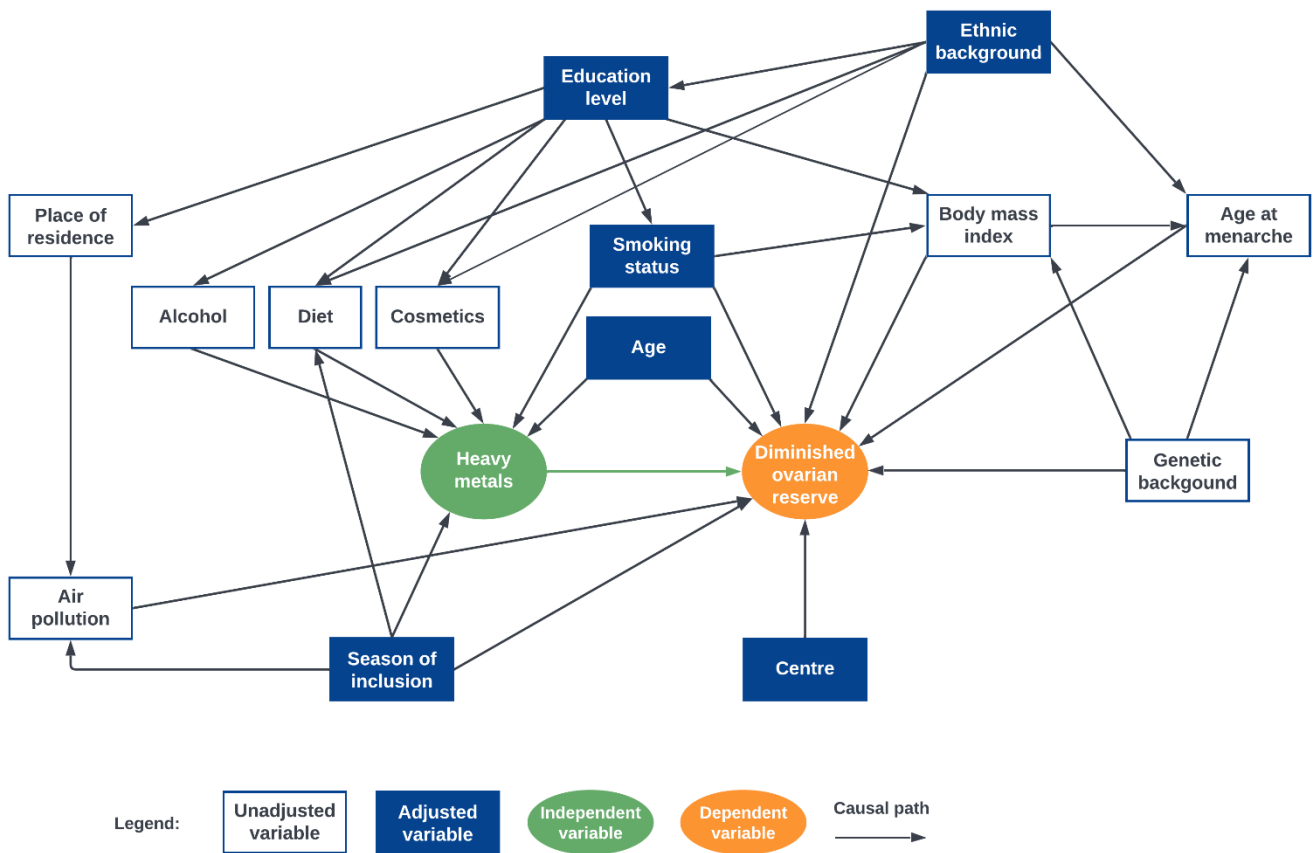 Ethnic
background
Education
level
Place of
residence
Body mass
index
Age at
menarche
Smoking
status
Alcohol
Diet
Cosmetics
Age
Heavy
metals
Diminished
ovarian
reserve
Genetic
backgound
Air
pollution
Season of
inclusion
Centre
Legend:
Unadjusted
variable
Adjusted
variable
Independent
variable
Dependent
variable
Causal path